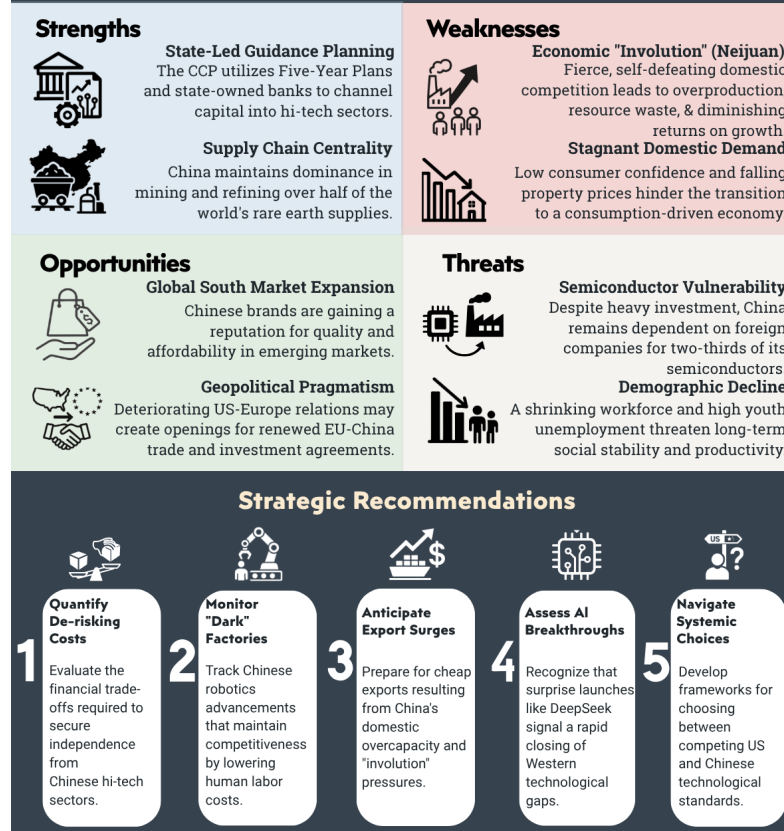 Strengths
State-Led Guidance Planning
The CCP utilizes Five-Year Plans
and state-owned banks to channel
capital into hi-tech sectors.
Supply Chain Centrality
China maintains dominance in
mining and refining over half of the
world's rare earth supplies.
Weaknesses
Economic "Involution" (Neijuan)
Fierce, self-defeating domestic
competition leads to overproduction
resource waste, & diminishing
returns on growth
Stagnant Domestic Demand
Low consumer confidence and falling
property prices hinder the transition
to a consumption-driven economy
Opportunities
Global South Market Expansion
Chinese brands are gaining a
reputation for quality and
affordability in emerging markets.
Geopolitical Pragmatism
Deteriorating US-Europe relations may
create openings for renewed EU-China
trade and investment agreements.
Threats
Semiconductor Vulnerability
Despite heavy investment, China
remains dependent on foreign
companies for two-thirds of its
semiconductors
Demographic Decline
A shrinking workforce and high youth
unemployment threaten long-term
social stability and productivity
Strategic Recommendations
1
Quantify
De-risking
Costs
Evaluate the
financial trade-
offs required to
secure
independence
from
Chinese hi-tech
sectors.
2
Monitor
"Dark"
Factories
Track Chinese
robotics
advancements
that maintain
competitiveness
by lowering
human labor
costs.
$
3
Anticipate
Export Surges
Prepare for cheap
exports resulting
from China's
domestic
overcapacity and
"involution"
pressures.
4
Assess AI
Breakthroughs
Recognize that
surprise launches
like DeepSeek
signal a rapid
closing of
Western
technological
gaps.
US
?
5
Navigate
Systemic
Choices
Develop
frameworks for
choosing
between
competing US
and Chinese
technological
standards.